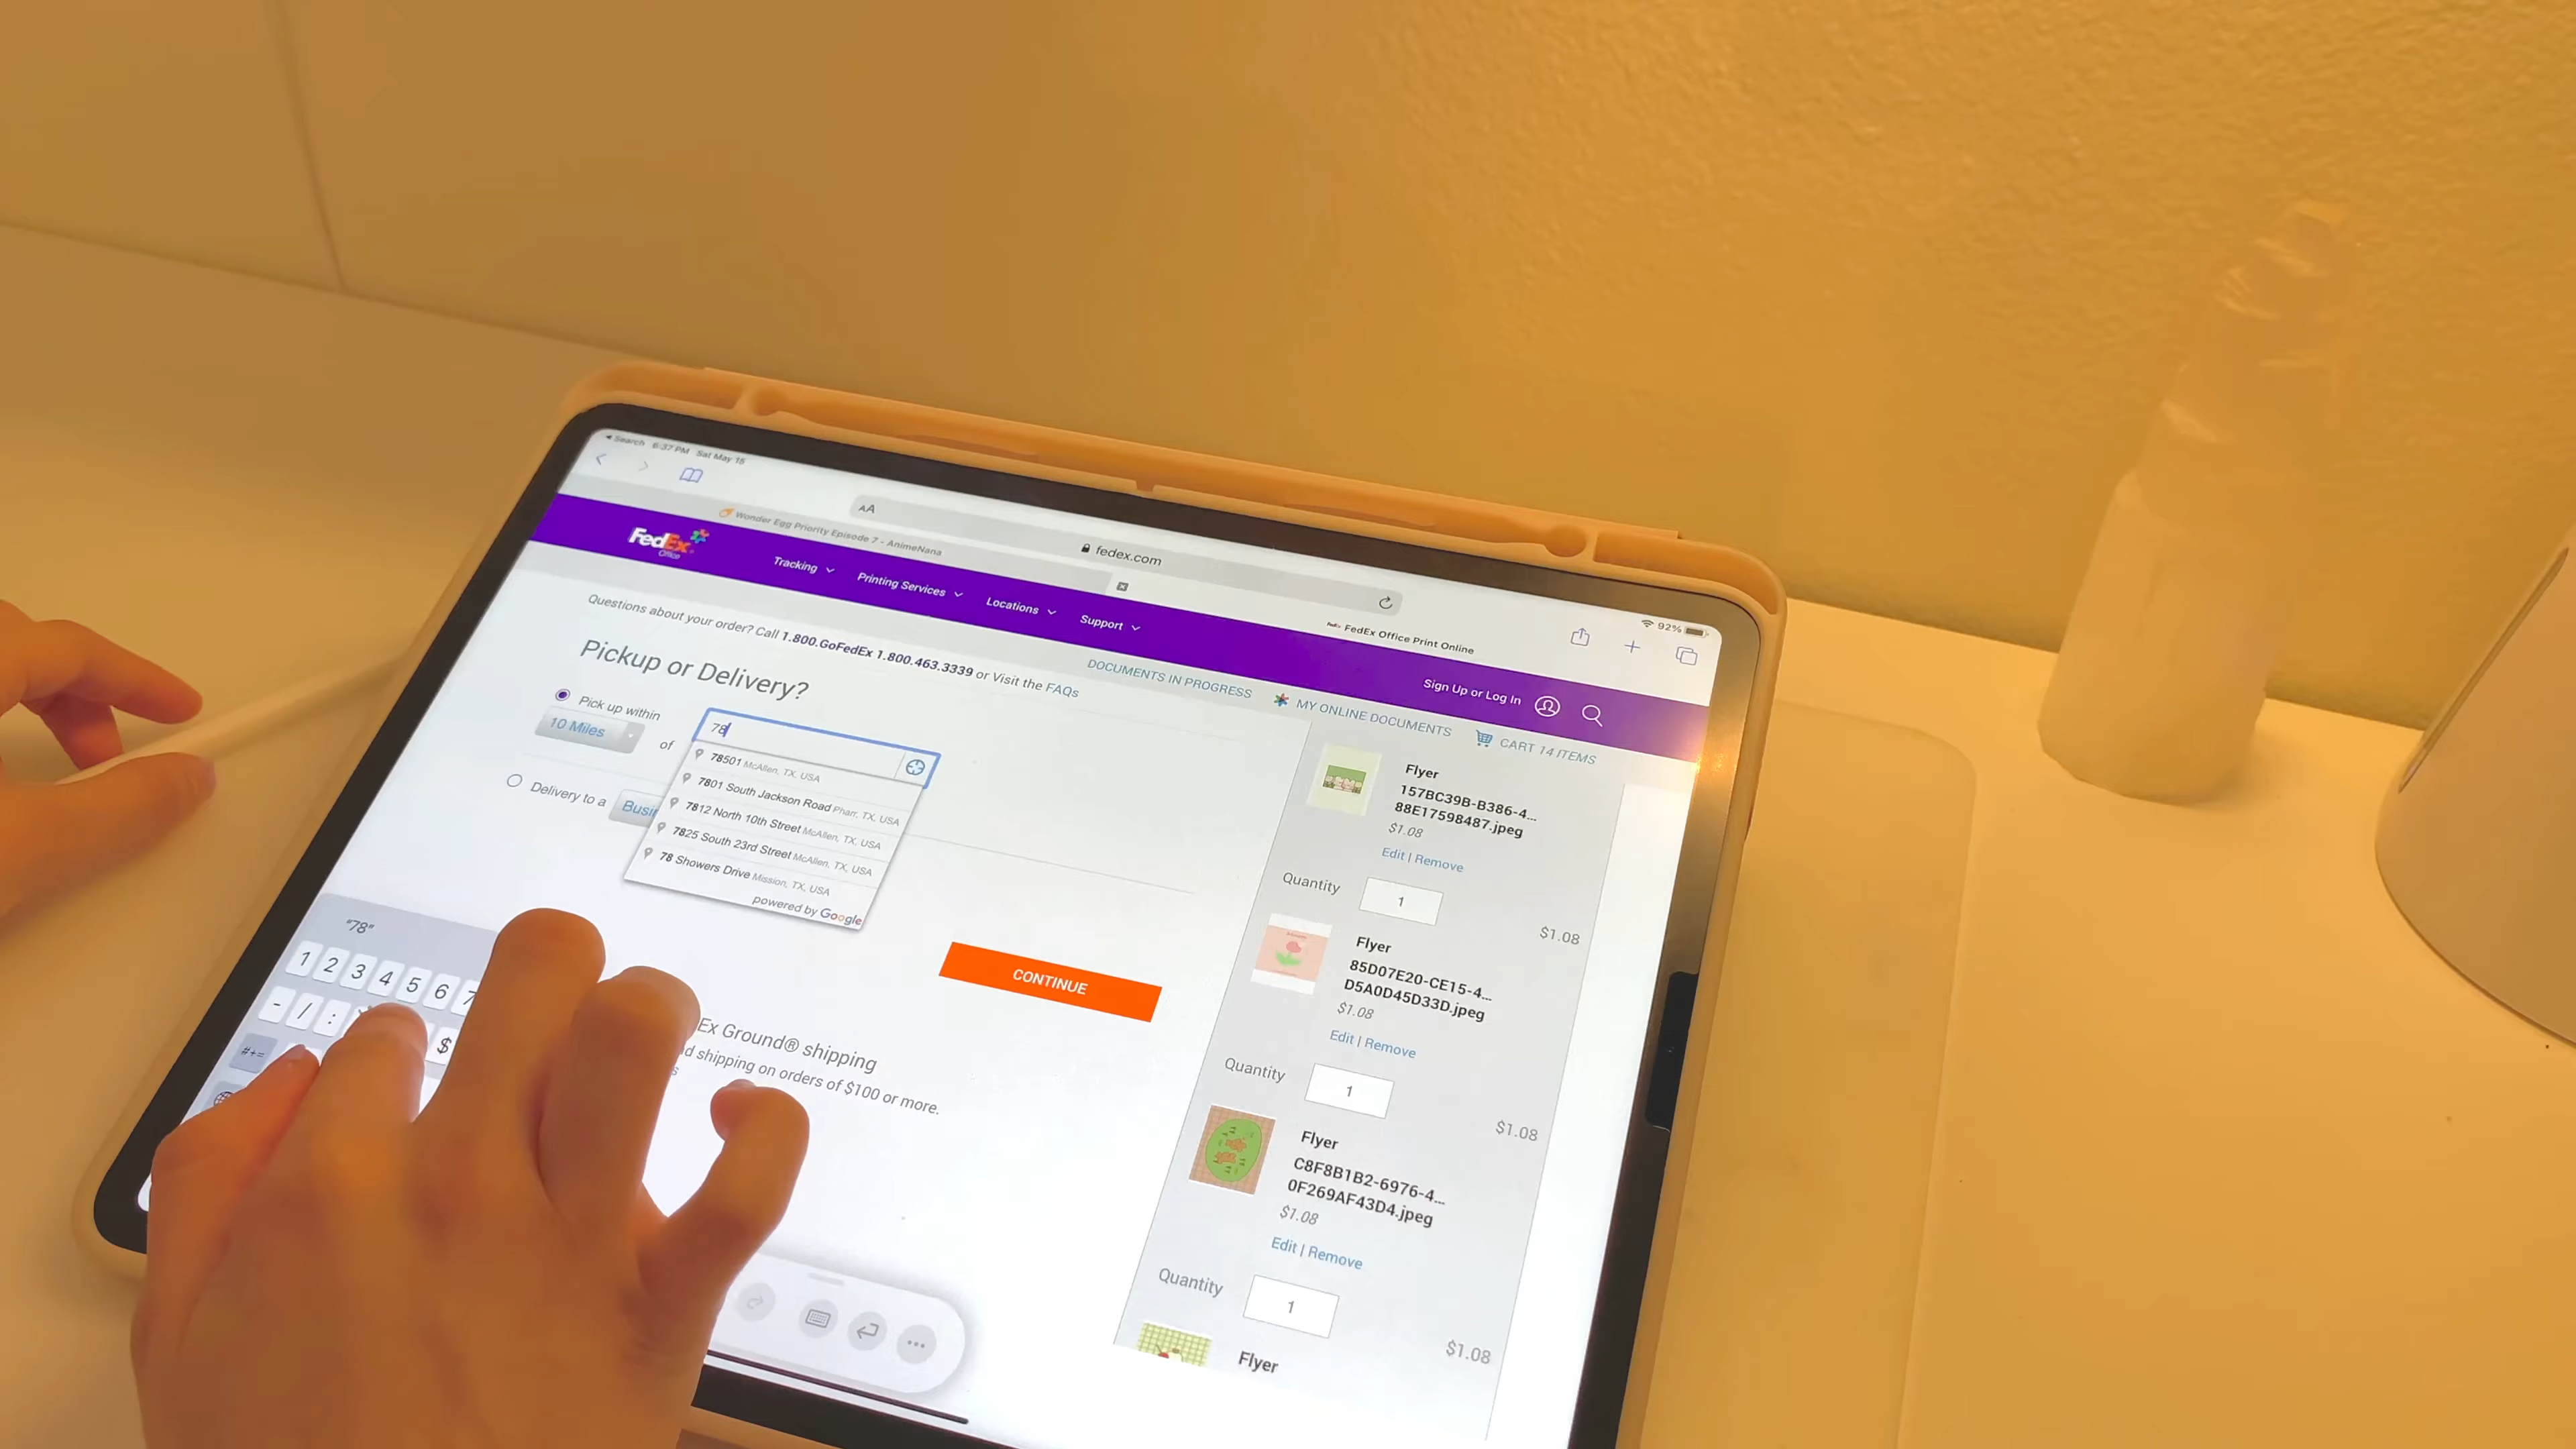 Search 6:37 PM Sat May 15
92%
AA
fedex.com
Wonder Egg Priority Episode 7 - AnimeNana
FedEx Office Print Online
FedEx
Office
Tracking
Printing Services
Locations
Support
Sign Up or Log In
Questions about your order? Call 1.800.GoFedEx 1.800.463.3339 or Visit the FAQs
DOCUMENTS IN PROGRESS
MY ONLINE DOCUMENTS
CART 14 ITEMS
Pickup or Delivery?
Pick up within
10 Miles
of
78
78501 McAllen, TX, USA
7801 South Jackson Road Pharr, TX, USA
7812 North 10th Street McAllen, TX, USA
7825 South 23rd Street McAllen, TX, USA
78 Showers Drive Mission, TX, USA
powered by Google
Delivery to a
Busi
CONTINUE
Ex Ground® shipping
d shipping on orders of $100 or more.
s
Flyer
157BC39B-B386-4...
88E17598487.jpeg
$1.08
Edit | Remove
Quantity
1
$1.08
Flyer
85D07E20-CE15-4...
D5A0D45D33D.jpeg
$1.08
Edit | Remove
Quantity
1
$1.08
Flyer
C8F8B1B2-6976-4...
0F269AF43D4.jpeg
$1.08
Edit | Remove
Quantity
1
$1.08
Flyer
"78"
1 2 3 4 5 6 7
- / :
$
#+=